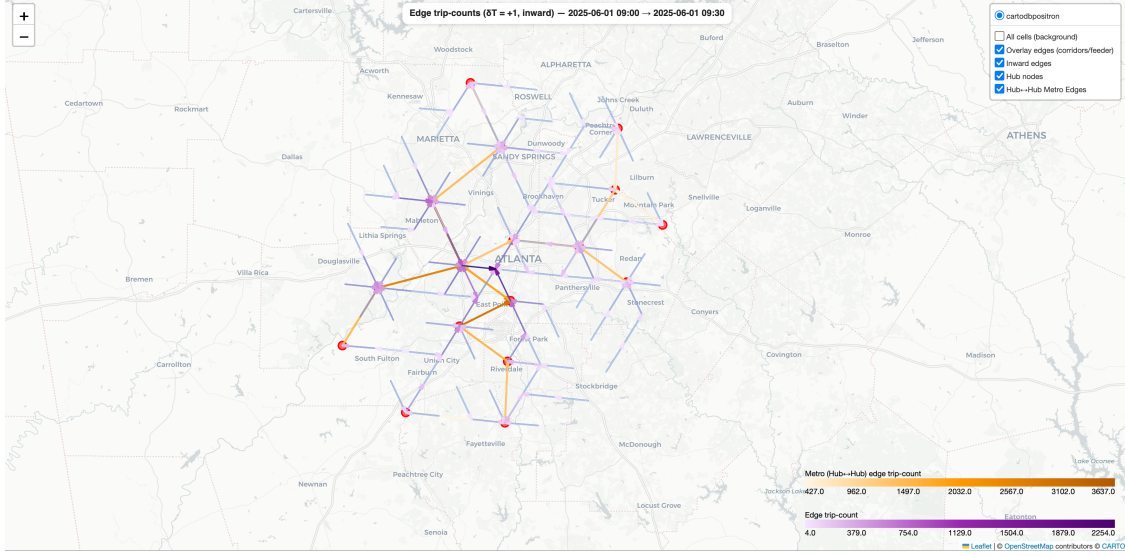 +
−
Edge trip-counts (δT = +1, inward) — 2025-06-01 09:00 → 2025-06-01 09:30
cartodbpositron
All cells (background)
Overlay edges (corridors/feeder)
Inward edges
Hub nodes
Hub↔Hub Metro Edges
Cartersville
Buford
Jefferson
Braselton
Woodstock
ALPHARETTA
Acworth
Kennesaw
ROSWELL
Johns Creek
Duluth
Auburn
Winder
Cedartown
Rockmart
MARIETTA
Peachtree
Corners
LAWRENCEVILLE
ATHENS
Dunwoody
SANDY SPRINGS
Dallas
Lilburn
Vinings
Brookhaven
Tucker
Mountain Park
Snellville
Loganville
Mableton
Lithia Springs
Monroe
Douglasville
ATLANTA
Redan
Bremen
Villa Rica
Panthersville
East Point
Stonecrest
Conyers
Forest Park
Carrollton
South Fulton
Union City
Riverdale
Covington
Madison
Fairburn
Stockbridge
Fayetteville
McDonough
Peachtree City
Newnan
Jackson Lake
Lake Oconee
Locust Grove
Eatonton
Senoia
Metro (Hub↔Hub) edge trip-count
427.0 962.0 1497.0 2032.0 2567.0 3102.0 3637.0
Edge trip-count
4.0 379.0 754.0 1129.0 1504.0 1879.0 2254.0
Leaflet | © OpenStreetMap contributors © CARTO